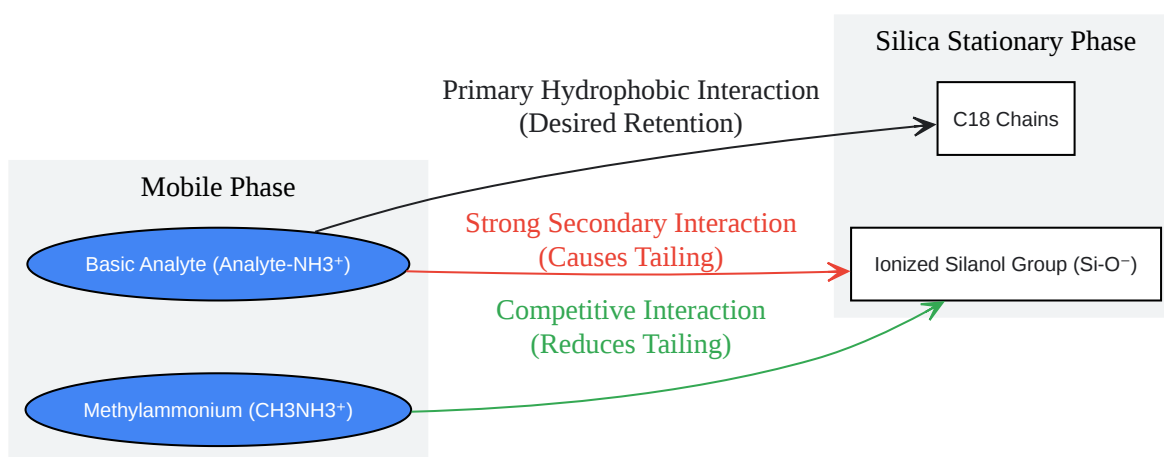 Silica Stationary Phase
C18 Chains
Primary Hydrophobic Interaction
(Desired Retention)
Mobile Phase
Basic Analyte (Analyte-NH3⁺)
Strong Secondary Interaction
(Causes Tailing)
Ionized Silanol Group (Si-O⁻)
Competitive Interaction
(Reduces Tailing)
Methylammonium (CH3NH3⁺)